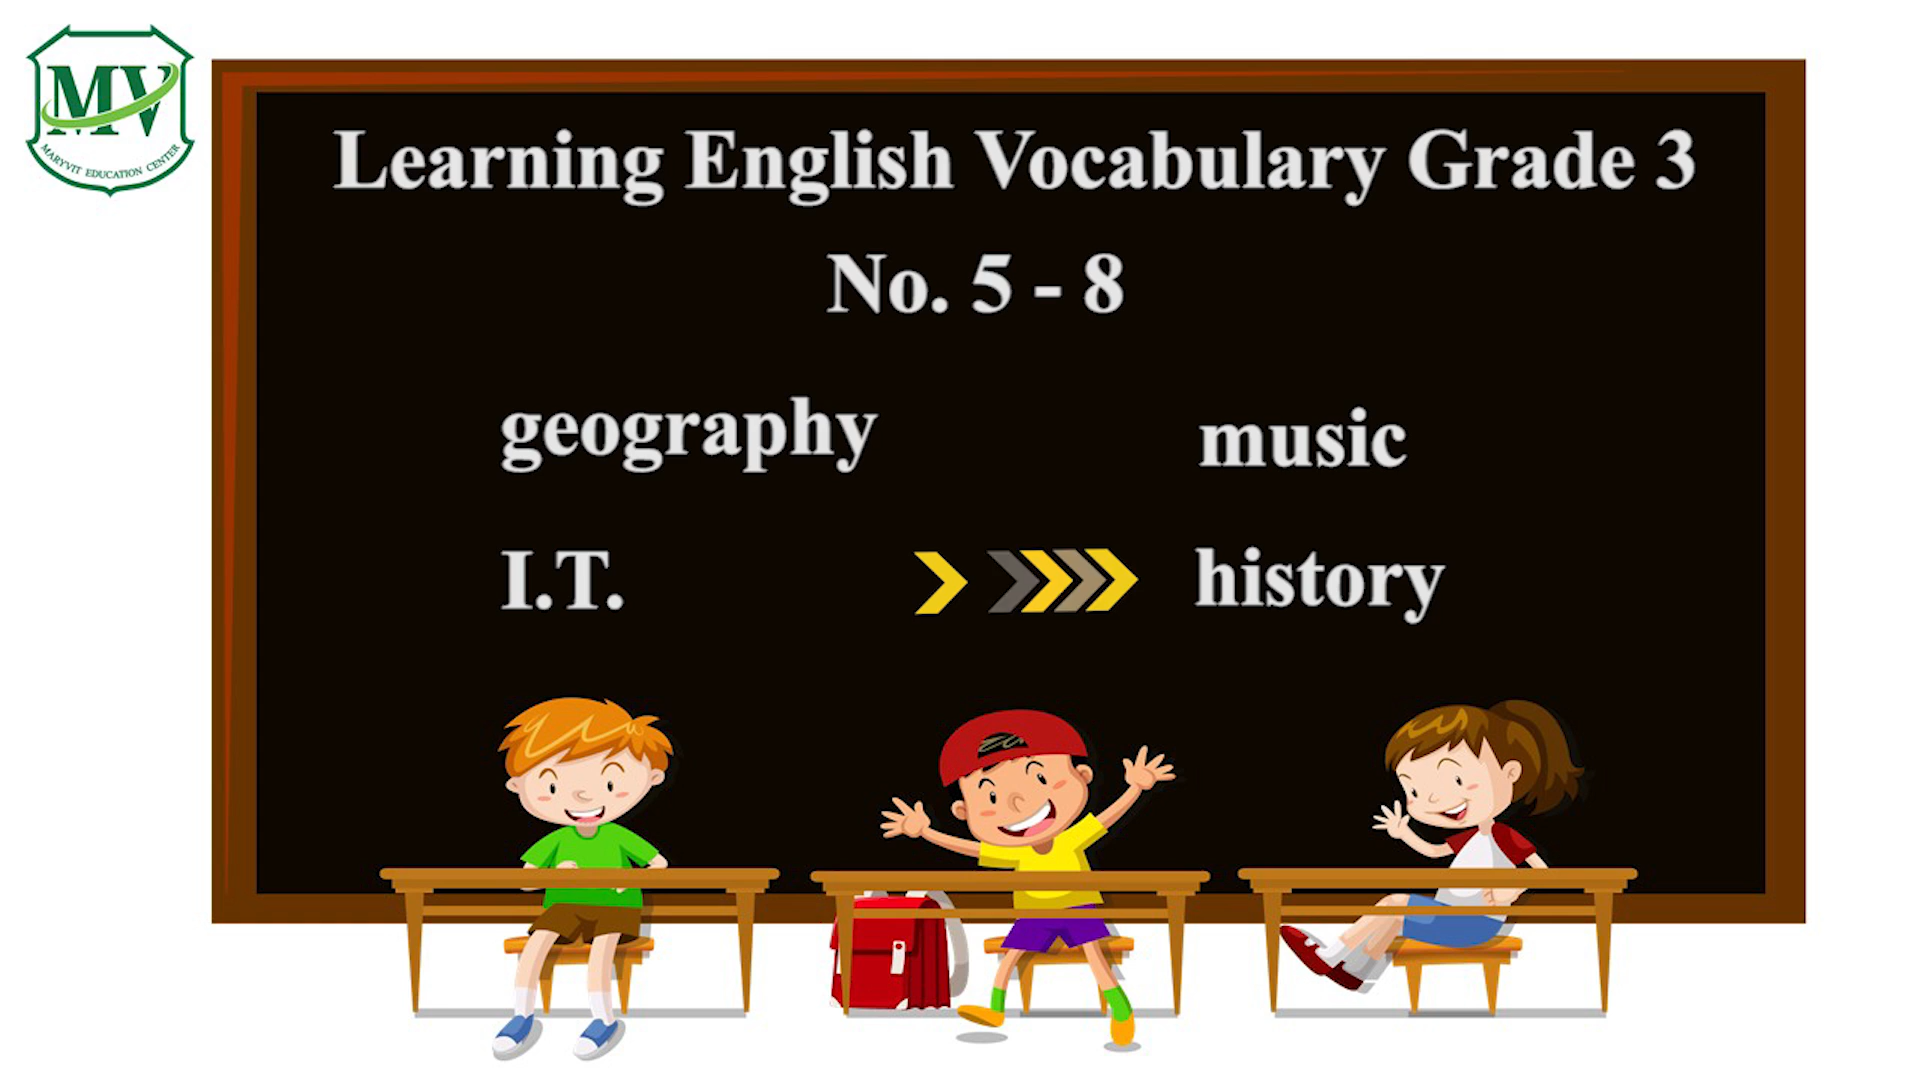 MV
MARYVIT EDUCATION CENTER
Learning English Vocabulary Grade 3
No. 5 - 8
geography
music
I.T.
history